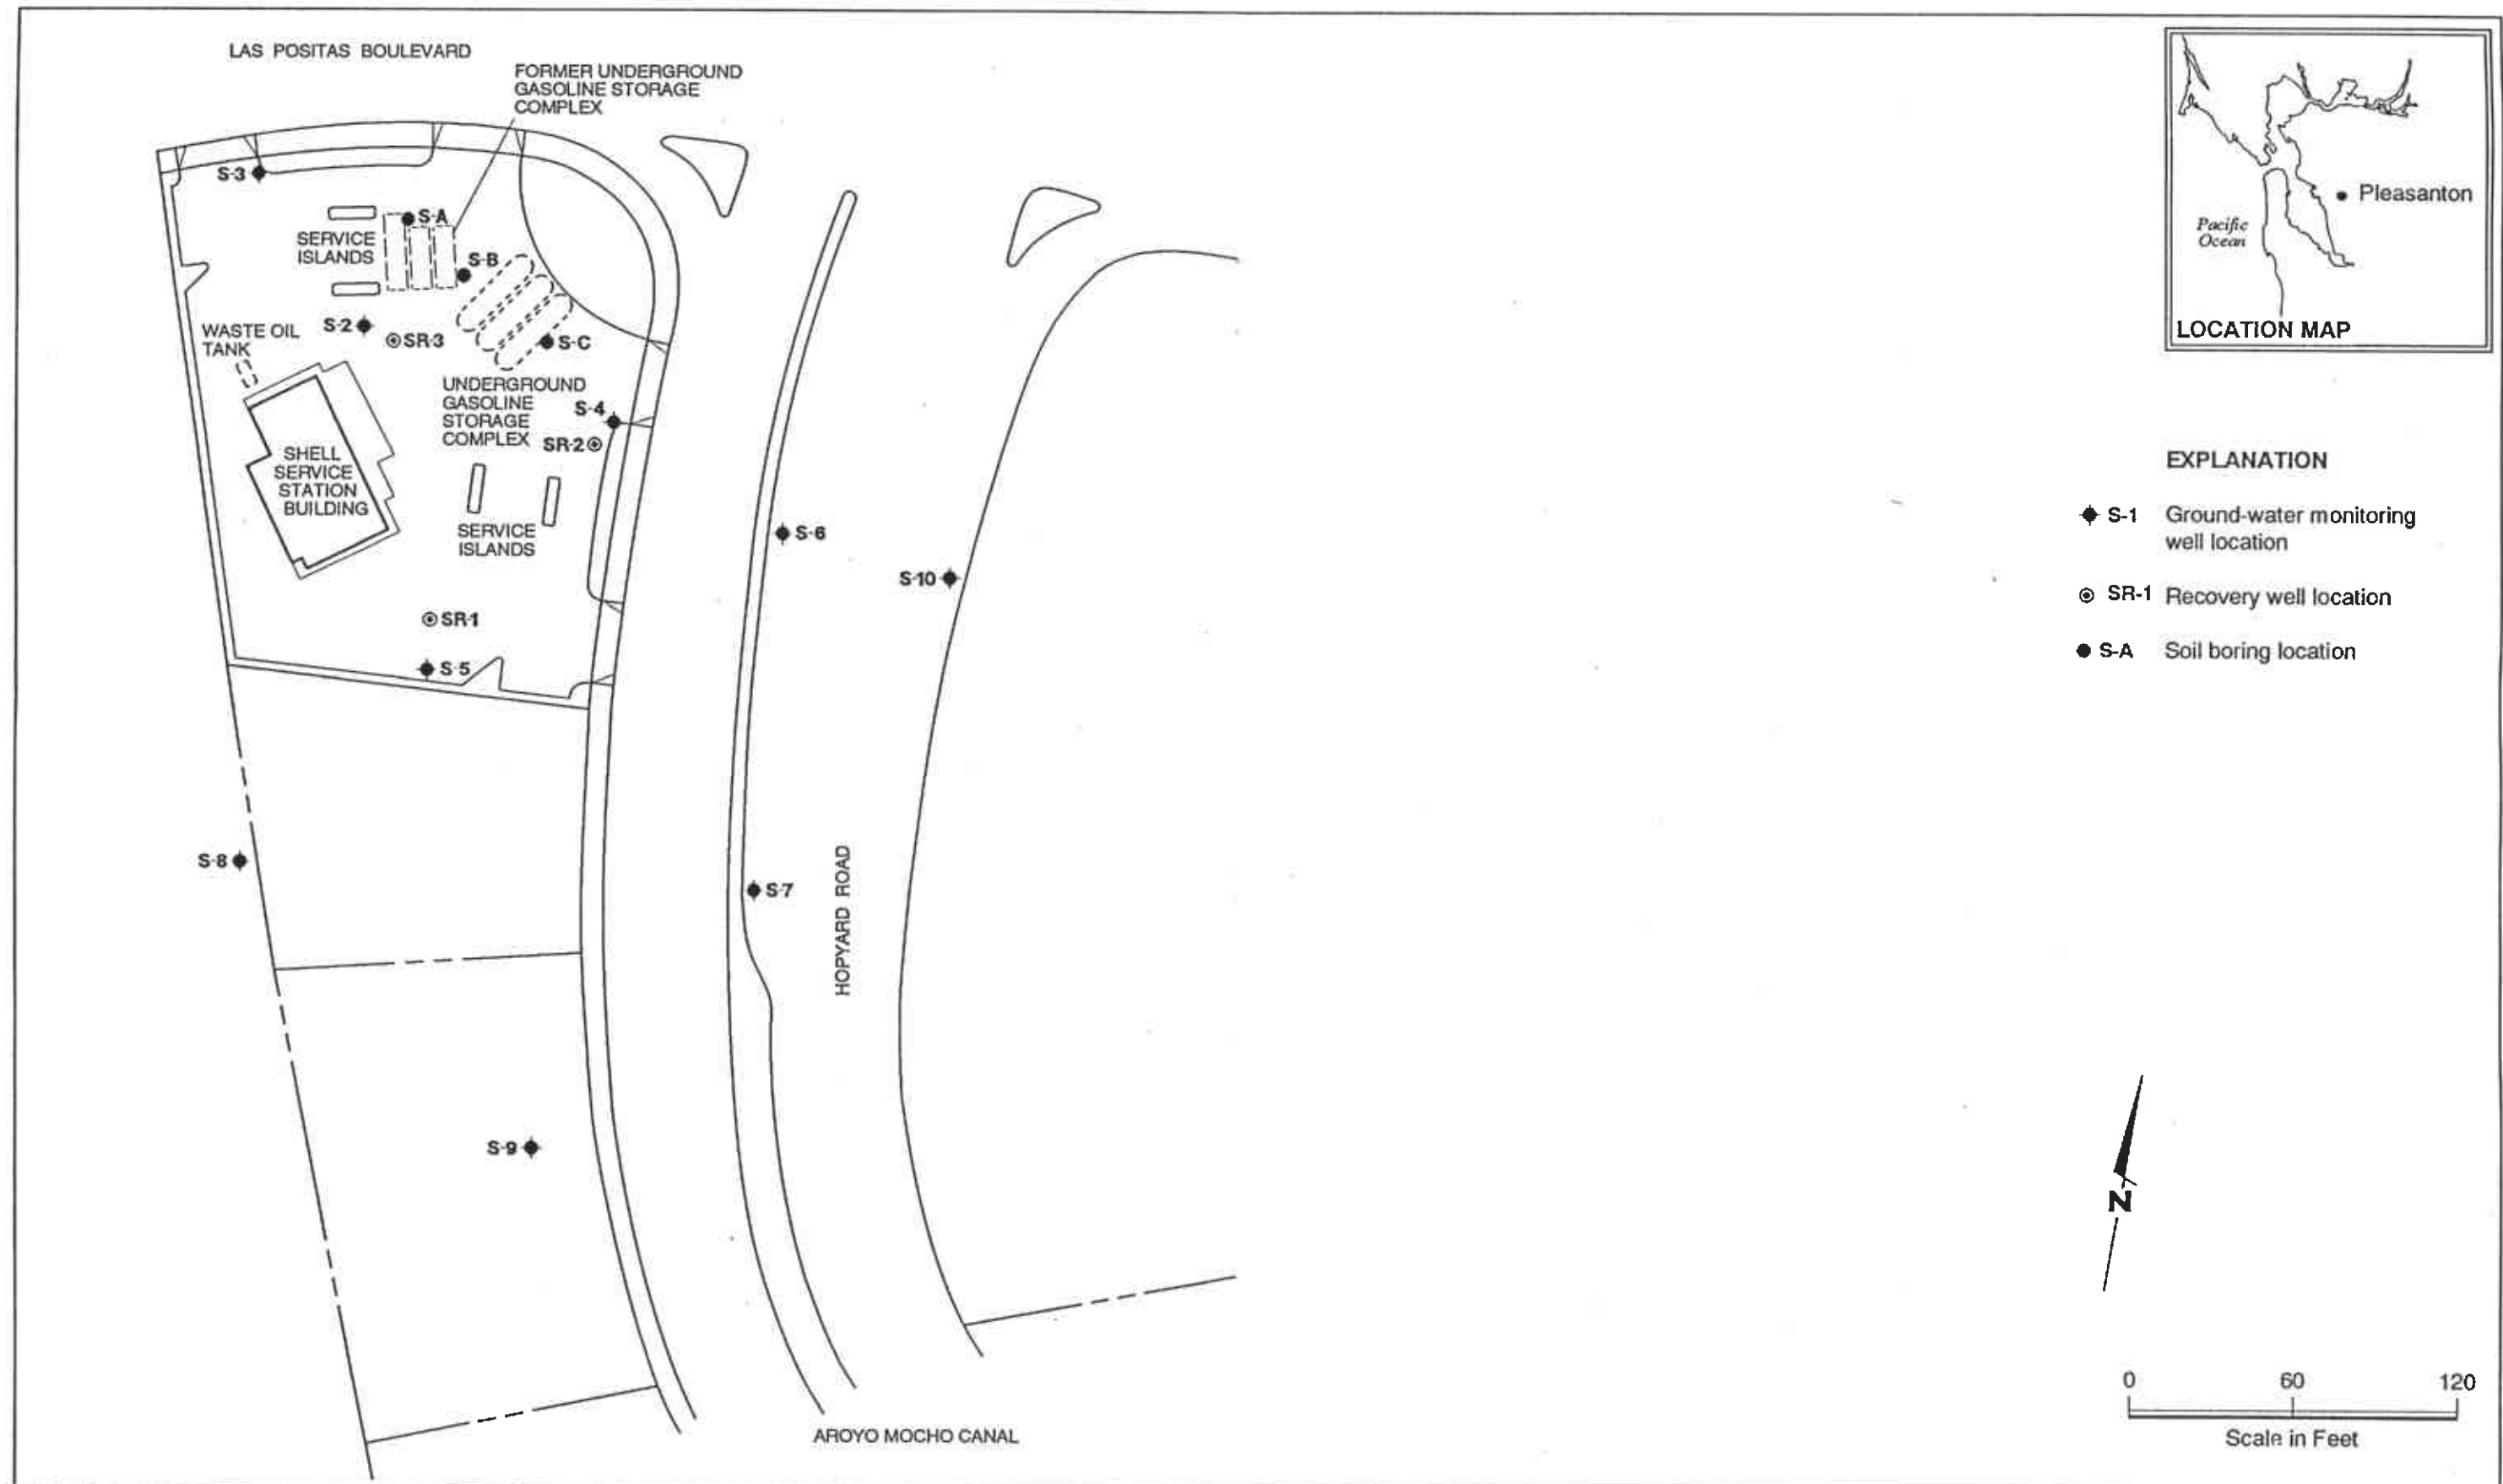 LAS POSITAS BOULEVARD
FORMER UNDERGROUND
GASOLINE STORAGE
COMPLEX
S-3
S-A
SERVICE
ISLANDS
S-B
S-2
SR-3
S-C
WASTE OIL
TANK
UNDERGROUND
GASOLINE
STORAGE
COMPLEX
S-4
SR-2
SHELL
SERVICE
STATION
BUILDING
SERVICE
ISLANDS
S-6
S-10
SR-1
S-5
S-8
S-7
HOPYARD ROAD
S-9
AROYO MOCHO CANAL
Pleasanton
Pacific
Ocean
LOCATION MAP
EXPLANATION
S-1 Ground-water monitoring
well location
SR-1 Recovery well location
S-A Soil boring location
N
0 60 120
Scale in Feet